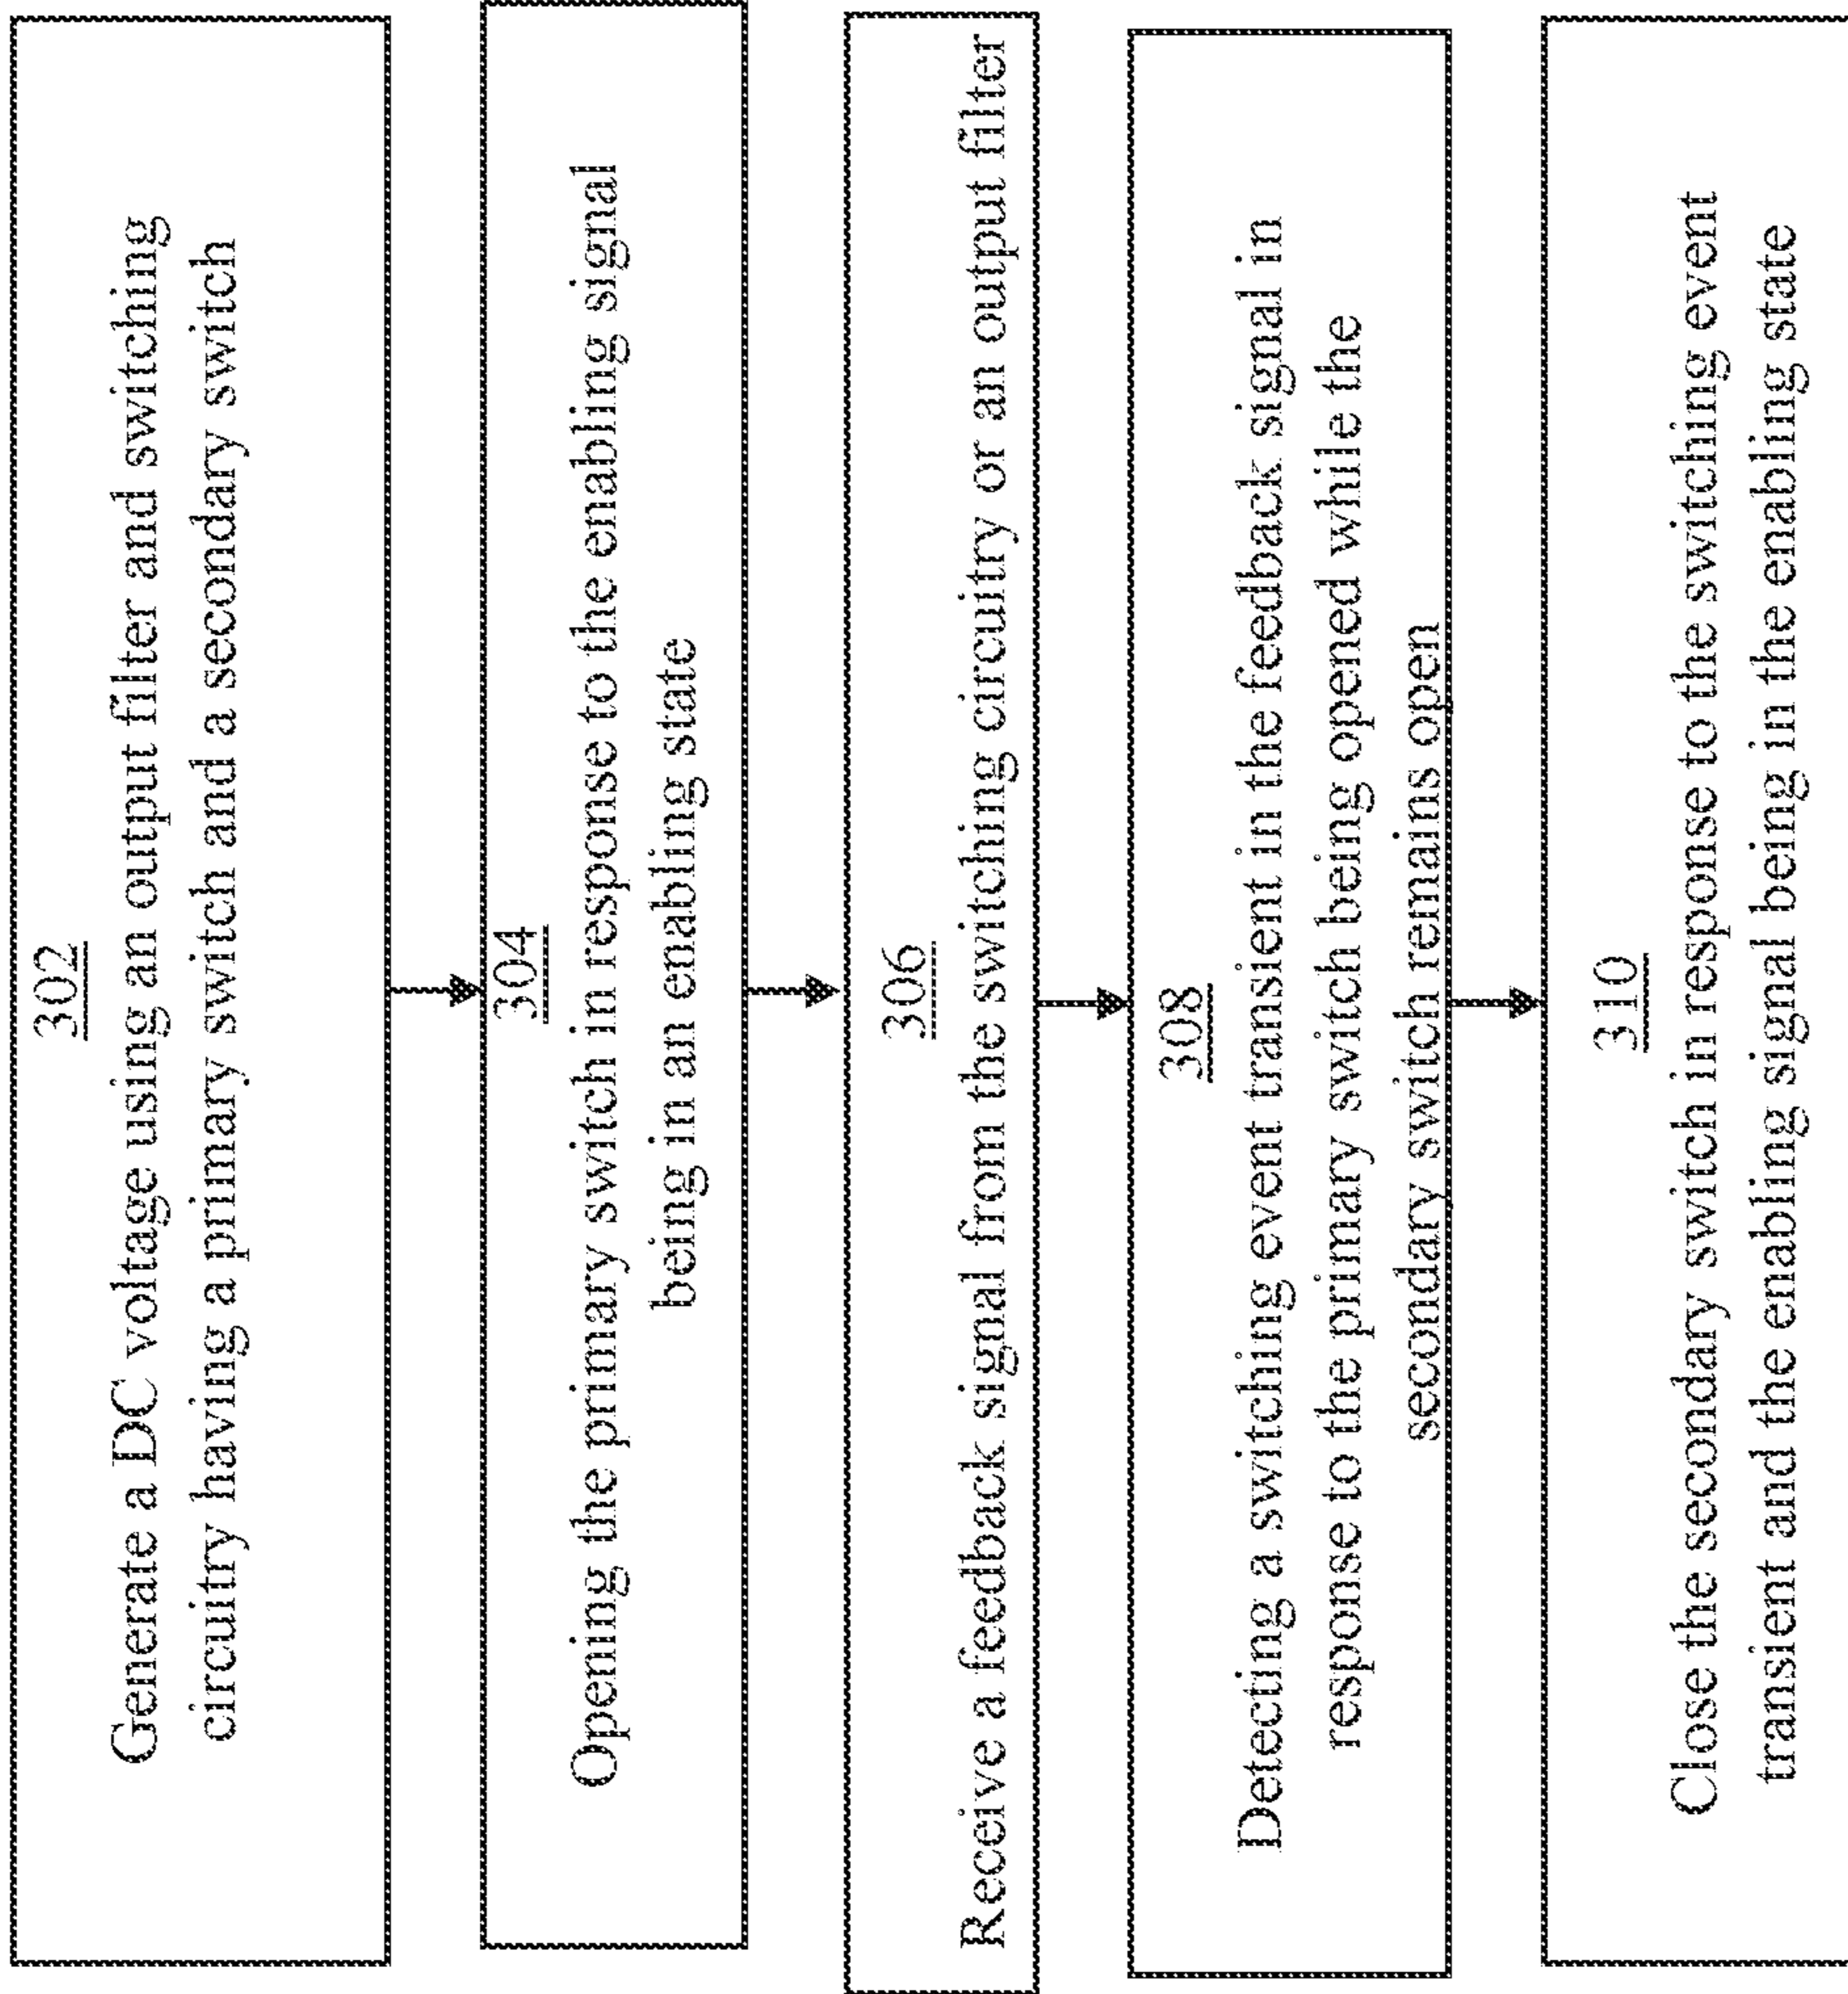 302
Generate a DC voltage using an output filter and switching
circuitry having a primary switch and a secondary switch
304
Opening the primary switch in response to the enabling signal
being in an enabling state
306
Receive a feedback signal from the switching circuitry or an output filter
308
Detecting a switching event transient in the feedback signal in
response to the primary switch being opened while the
secondary switch remains open
310
Close the secondary switch in response to the switching event
transient and the enabling signal being in the enabling state